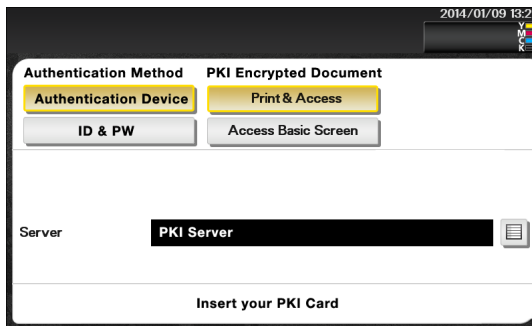 2014/01/09 13:2
Y
M
C
K
Authentication Method PKI Encrypted Document
Authentication Device Print & Access
ID & PW Access Basic Screen
Server PKI Server
Insert your PKI Card